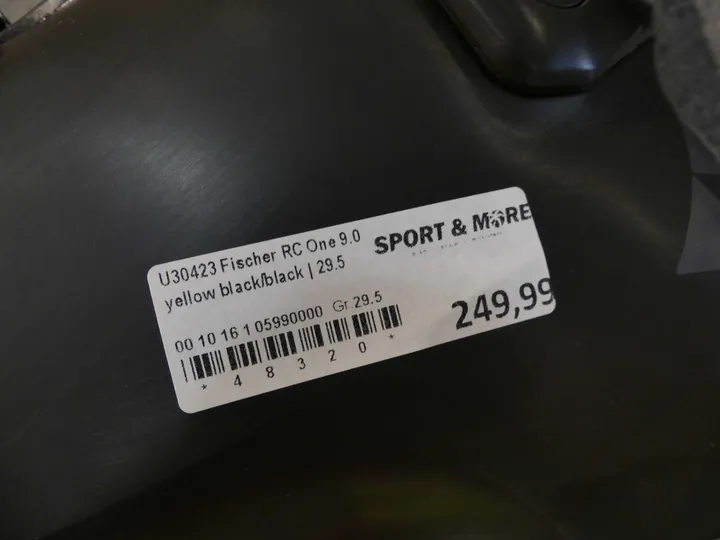 U30423 Fischer RC One 9.0
yellow black/black | 29.5
SPORT & MORE
00 10 16 1 05990000 Gr.29.5
249,99
* 4 8 3 2 0 *